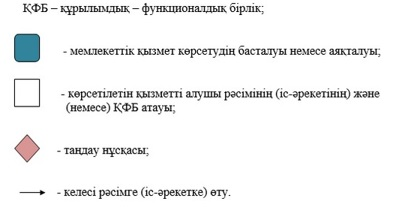 ҚФБ – құрылымдық – функционалдық бірлік;
- мемлекеттік қызмет көрсетудің басталуы немесе аяқталуы;
- көрсетілетін қызметті алушы рәсімінің (іс-әрекетінің) және
(немесе) ҚФБ атауы;
- таңдау нұсқасы;
- келесі рәсімге (іс-әрекетке) өту.